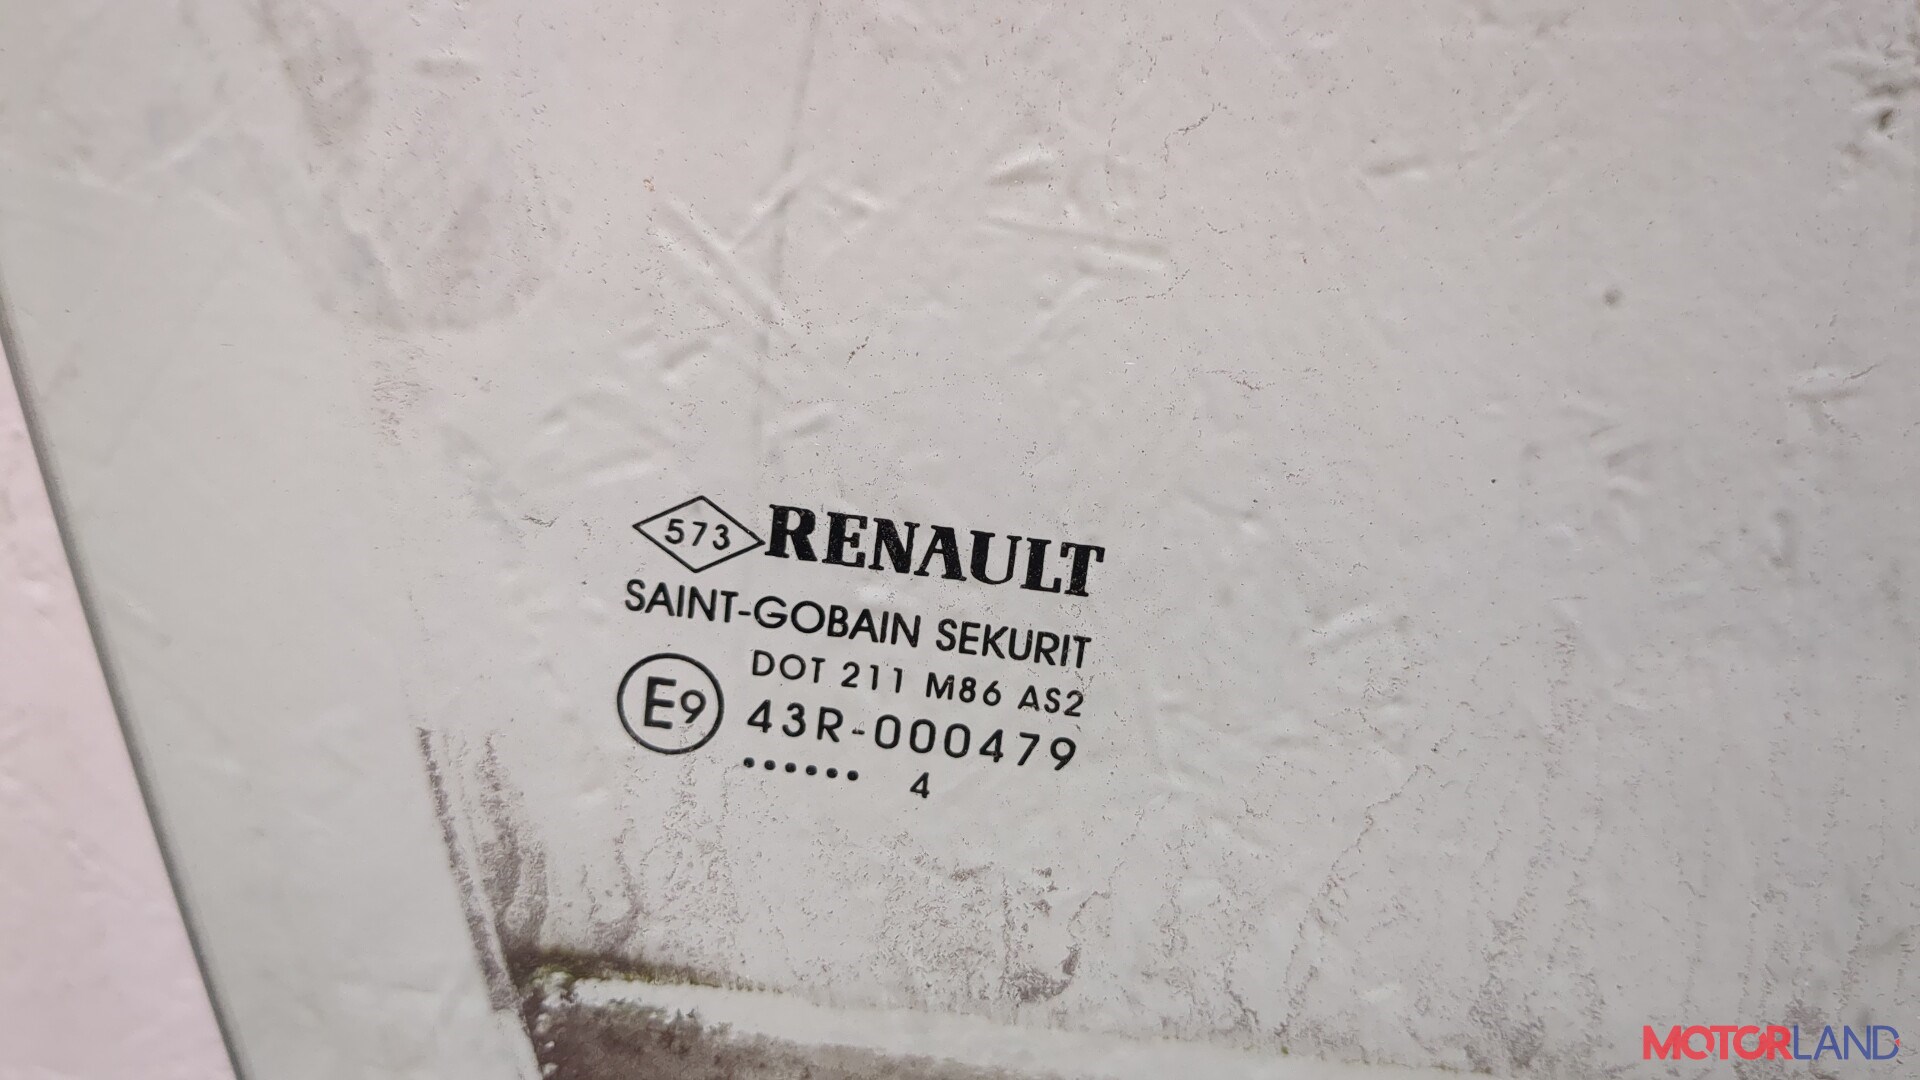 573 RENAULT
SAINT-GOBAIN SEKURIT
DOT 211 M86 AS2
E9 43R-000479
•••••• 4
MOTORLAND